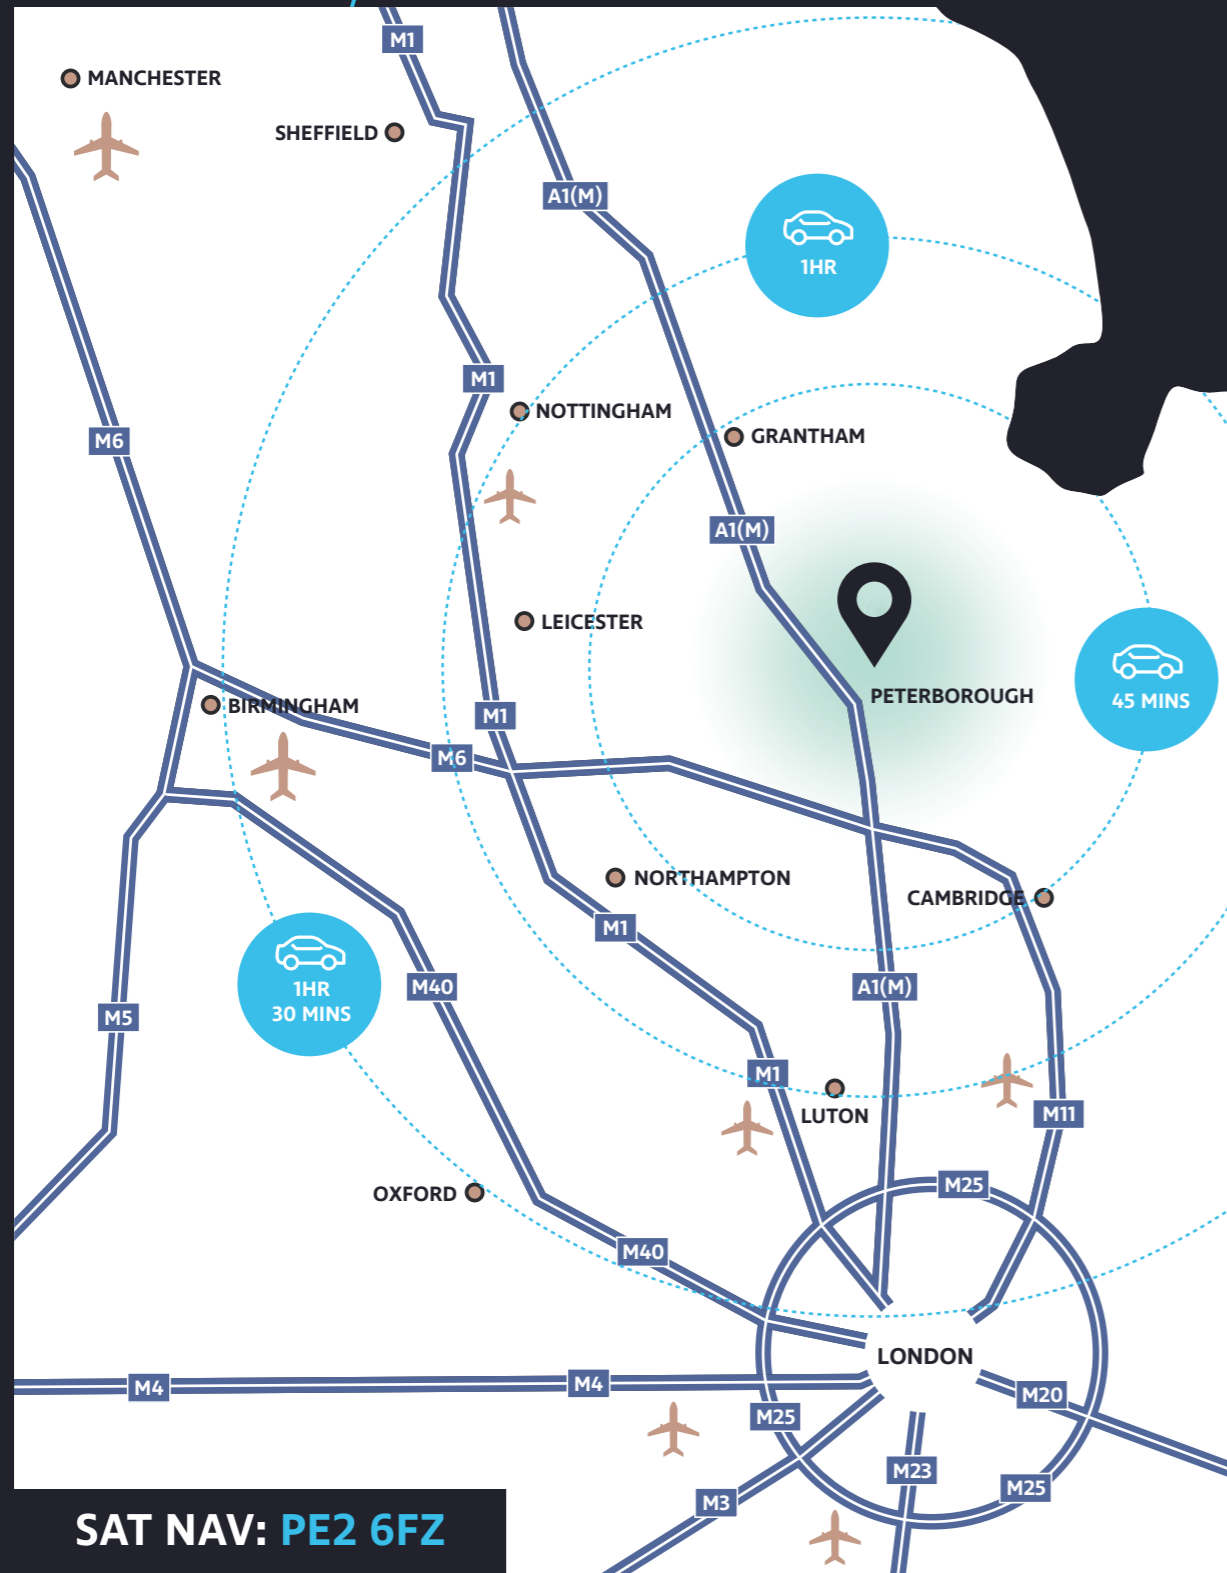 M1
MANCHESTER
SHEFFIELD
A1(M)
1HR
M1
NOTTINGHAM
GRANTHAM
M6
A1(M)
LEICESTER
PETERBOROUGH
45 MINS
BIRMINGHAM
M1
M6
NORTHAMPTON
CAMBRIDGE
M1
1HR
30 MINS
M40
A1(M)
M5
M1
LUTON
M11
OXFORD
M25
M40
LONDON
M4
M4
M20
M25
M23
M25
M3
SAT NAV: PE2 6FZ